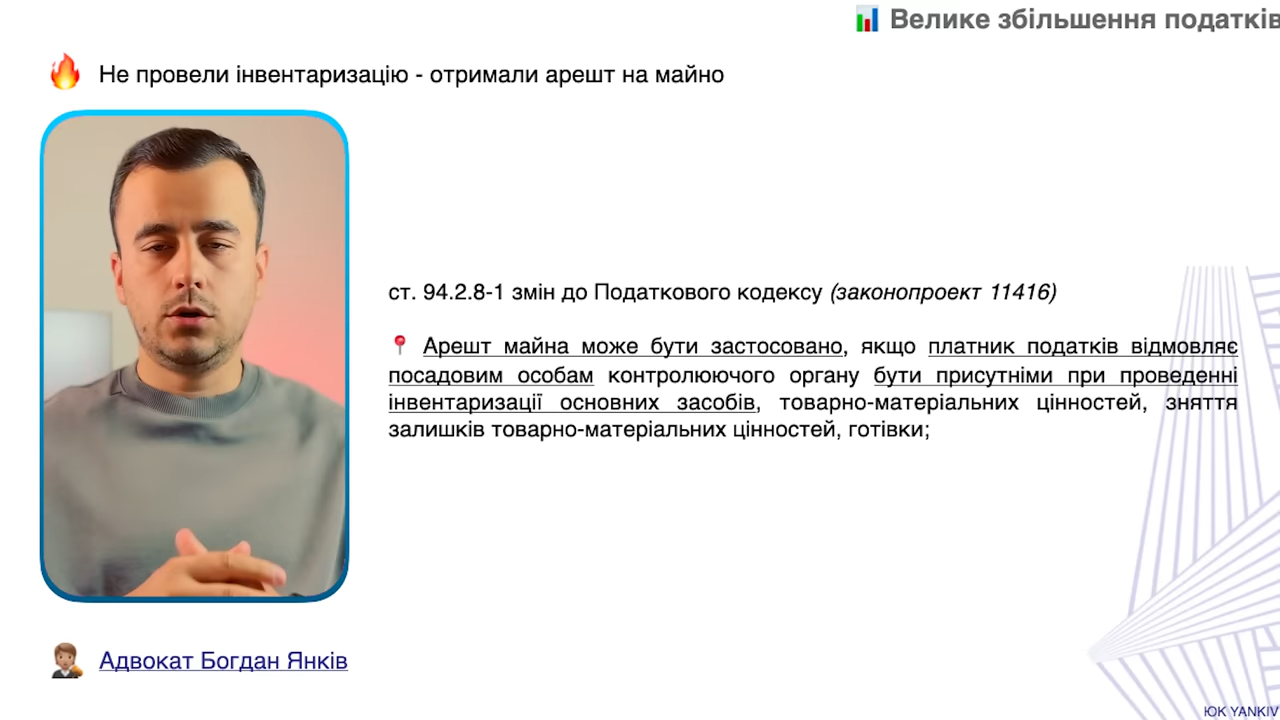 Велике збільшення податків
Не провели інвентаризацію - отримали арешт на майно
ст. 94.2.8-1 змін до Податкового кодексу (законопроект 11416)
Арешт майна може бути застосовано, якщо платник податків відмовляє
посадовим особам контролюючого органу бути присутніми при проведенні
інвентаризації основних засобів, товарно-матеріальних цінностей, зняття
залишків товарно-матеріальних цінностей, готівки;
Адвокат Богдан Янків
ЮК YANKIV